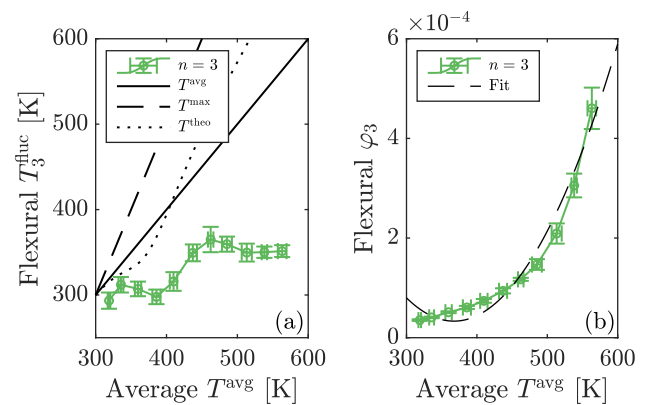 600
500
400
300
300
400
500
600
Flexural T₃^fluc [K]
Average T^avg [K]
n = 3
T^avg
T^max
T^theo
(a)
×10⁻⁴
6
4
2
0
300
400
500
600
Flexural φ₃
Average T^avg [K]
n = 3
Fit
(b)